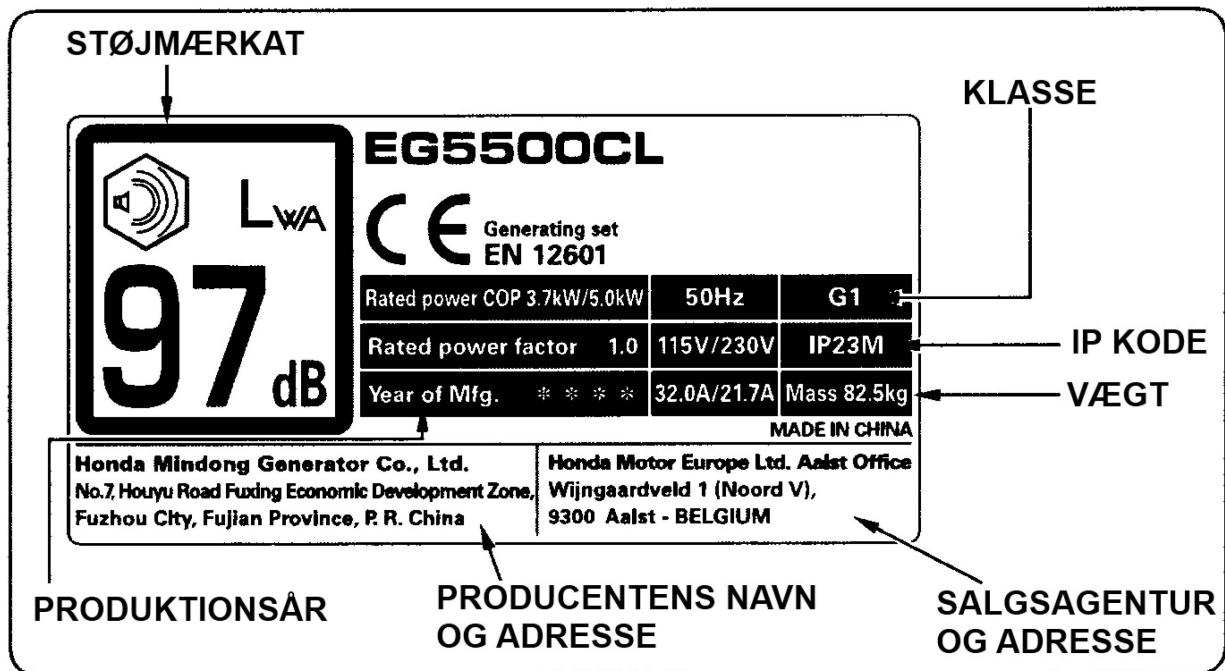 STØJMÆRKAT
KLASSE
EG5500CL
LWA
97 dB
CE Generating set
EN 12601
Rated power COP 3.7kW/5.0kW 50Hz G1
Rated power factor 1.0 115V/230V IP23M
IP KODE
Year of Mfg. * * * * 32.0A/21.7A Mass 82.5kg
VÆGT
MADE IN CHINA
Honda Mindong Generator Co., Ltd.
No.7, Houyu Road Fuxing Economic Development Zone,
Fuzhou City, Fujian Province, P. R. China
Honda Motor Europe Ltd. Aalst Office
Wijngaardveld 1 (Noord V),
9300 Aalst - BELGIUM
PRODUKTIONSÅR
PRODUCENTENS NAVN
OG ADRESSE
SALGSAGENTUR
OG ADRESSE